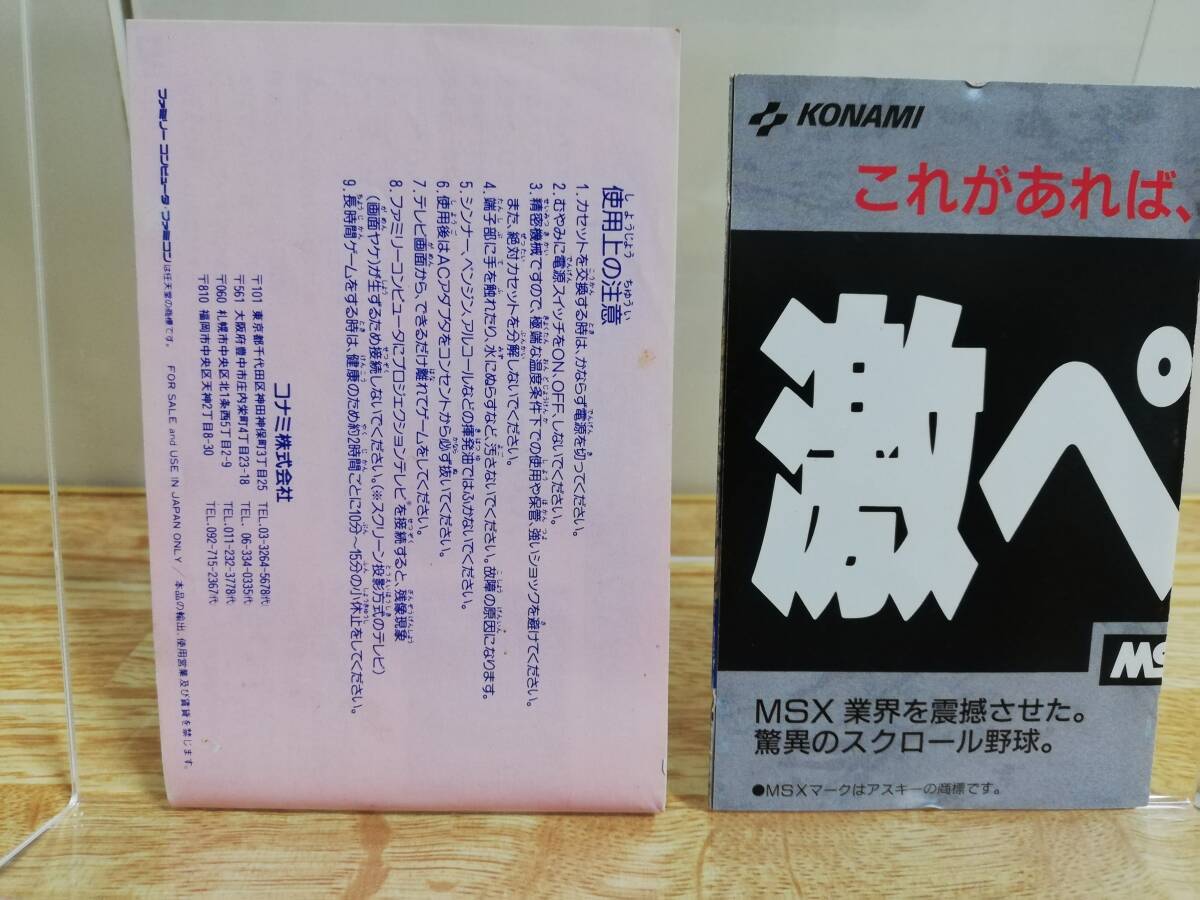 使用上の注意
1.カセットを交換する時は、かならず電源を切ってください。
2.むやみに電源スイッチをON、OFFしないでください。
3.精密機械ですので、極端な温度条件下での使用や保管、強いショックを避けてください。
また、絶対カセットを分解しないでください。
4.端子部に手を触れたり、水にぬらすなど、汚さないでください。故障の原因になります。
5.シンナー、ベンジン、アルコールなどの揮発油ではふかないでください。
6.使用後はACアダプタをコンセントから必ず抜いてください。
7.テレビ画面から、できるだけ離れてゲームをしてください。
8.ファミリーコンピュータにプロジェクションテレビ※を接続すると、残像現象
(画面ヤケ)が生ずるため接続しないでください。(※スクリーン投影方式のテレビ)
9.長時間ゲームをする時は、健康のため約2時間ごとに10分〜15分の小休止をしてください。
コナミ株式会社
〒101 東京都千代田区神田神保町3丁目25 TEL.03-3264-5678代
〒561 大阪府豊中市庄内栄町4丁目23-18 TEL.06-334-0335代
〒060 札幌市中央区北1条西5丁目2-9 TEL.011-232-3778代
〒810 福岡市中央区天神2丁目8-30 TEL.092-715-2367代
ファミリーコンピュータ・ファミコンは任天堂の商標です。 FOR SALE and USE IN JAPAN ONLY/本品の輸出、使用営業及び賃貸を禁じます。
KONAMI
これがあれば、
激ペ
MS
MSX 業界を震撼させた。
驚異のスクロール野球。
●MSXマークはアスキーの商標です。